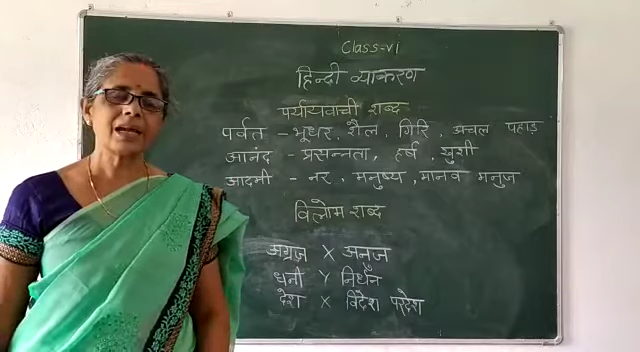 Class-vi
हिन्दी व्याकरण
पर्यायवाची शब्द
पर्वत - भूधर, शैल, गिरि, अचल पहाड़
आनंद - प्रसन्नता, हर्ष, खुशी
आदमी - नर, मनुष्य, मानव मनुज
विलोम शब्द
अग्रज X अनुज
धनी X निर्धन
देश X विदेश परदेश